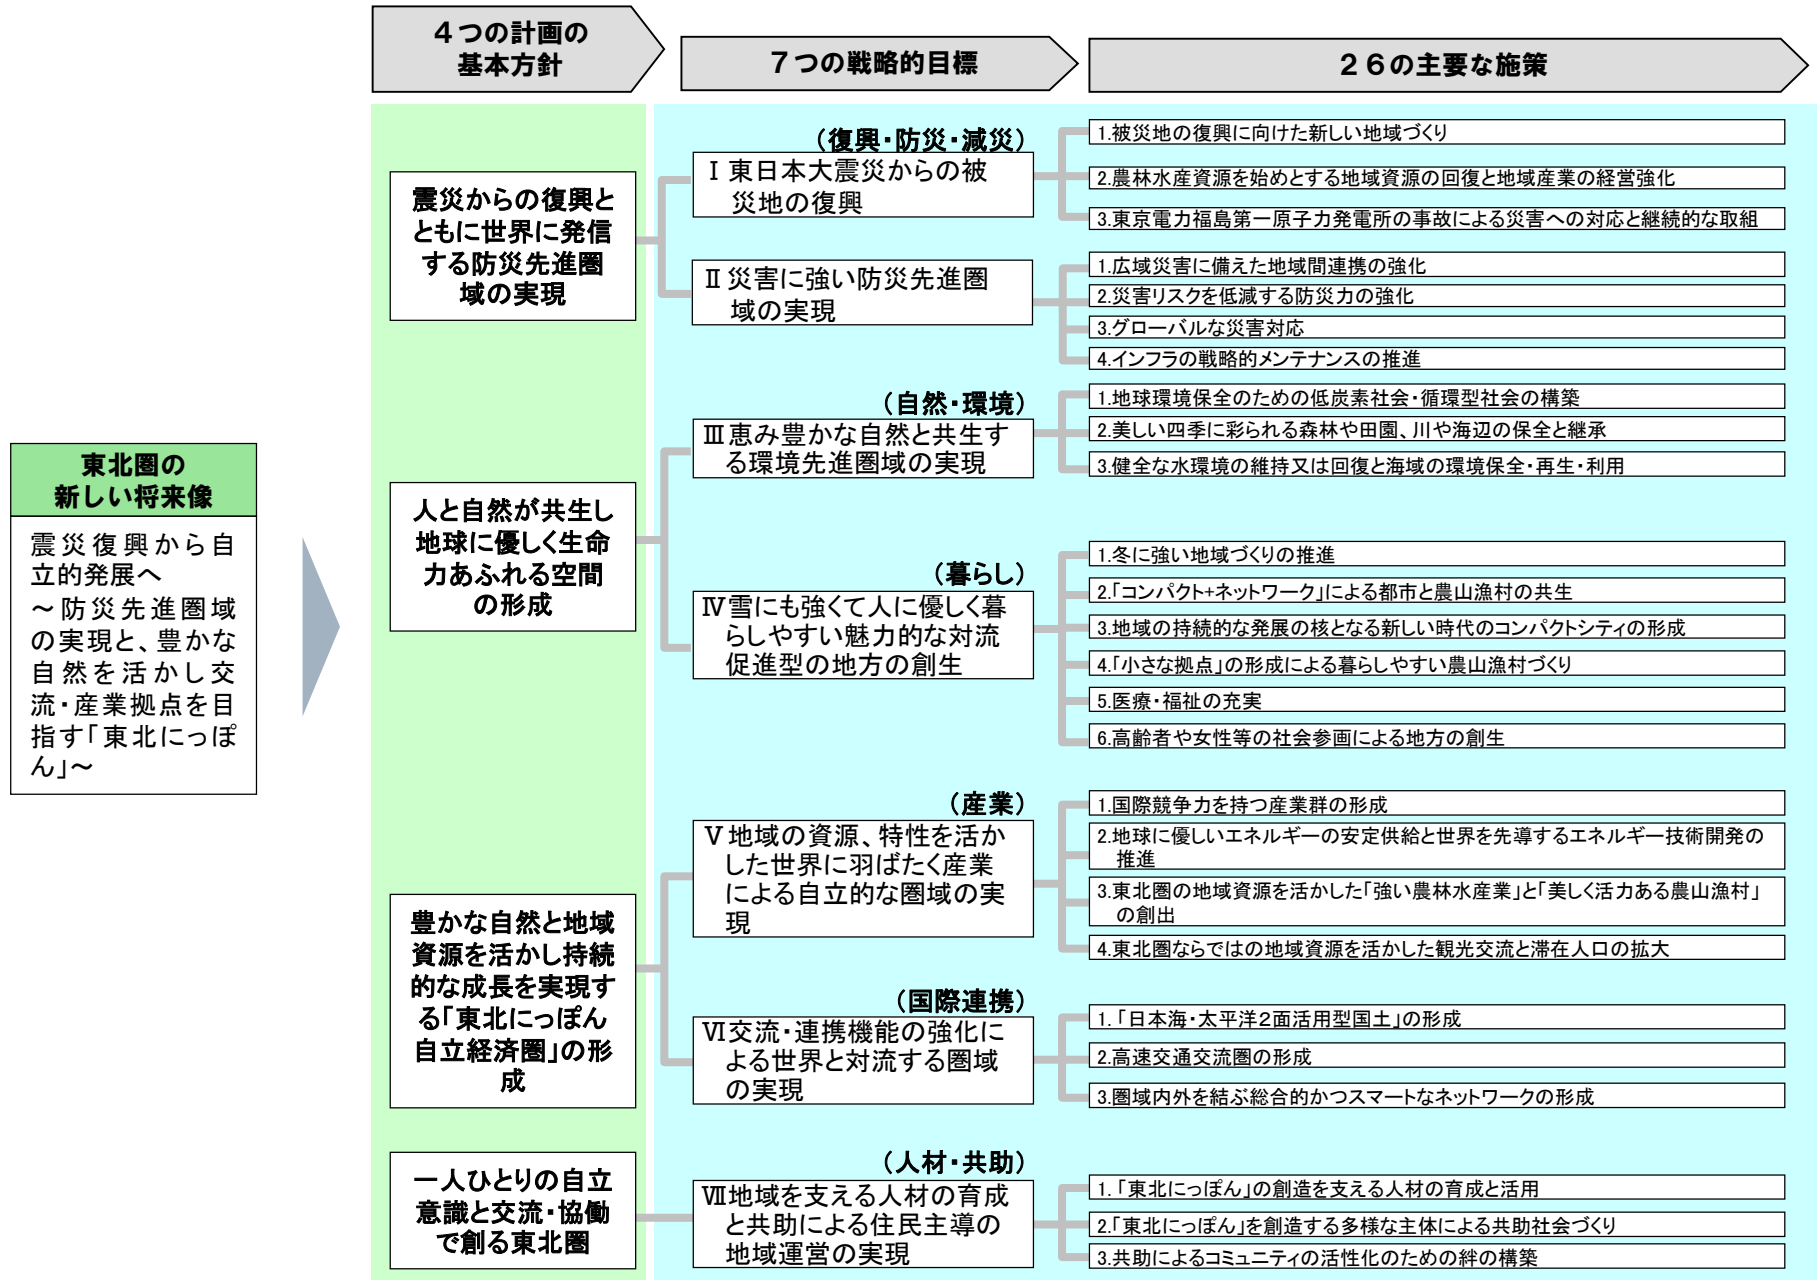 ４つの計画の
基本方針
７つの戦略的目標
２６の主要な施策
東北圏の
新しい将来像
震災復興から自
立的発展へ
～防災先進圏域
の実現と、豊かな
自然を活かし交
流・産業拠点を目
指す「東北にっぽ
ん」～
震災からの復興と
ともに世界に発信
する防災先進圏
域の実現
（復興・防災・減災）
Ⅰ 東日本大震災からの被
災地の復興
1.被災地の復興に向けた新しい地域づくり
2.農林水産資源を始めとする地域資源の回復と地域産業の経営強化
3.東京電力福島第一原子力発電所の事故による災害への対応と継続的な取組
Ⅱ 災害に強い防災先進圏
域の実現
1.広域災害に備えた地域間連携の強化
2.災害リスクを低減する防災力の強化
3.グローバルな災害対応
4.インフラの戦略的メンテナンスの推進
人と自然が共生し
地球に優しく生命
力あふれる空間
の形成
（自然・環境）
Ⅲ恵み豊かな自然と共生す
る環境先進圏域の実現
1.地球環境保全のための低炭素社会・循環型社会の構築
2.美しい四季に彩られる森林や田園、川や海辺の保全と継承
3.健全な水環境の維持又は回復と海域の環境保全・再生・利用
（暮らし）
Ⅳ雪にも強くて人に優しく暮
らしやすい魅力的な対流
促進型の地方の創生
1.冬に強い地域づくりの推進
2.「コンパクト+ネットワーク」による都市と農山漁村の共生
3.地域の持続的な発展の核となる新しい時代のコンパクトシティの形成
4.「小さな拠点」の形成による暮らしやすい農山漁村づくり
5.医療・福祉の充実
6.高齢者や女性等の社会参画による地方の創生
豊かな自然と地域
資源を活かし持続
的な成長を実現す
る「東北にっぽん
自立経済圏」の形
成
（産業）
Ⅴ 地域の資源、特性を活か
した世界に羽ばたく産業
による自立的な圏域の実
現
1.国際競争力を持つ産業群の形成
2.地球に優しいエネルギーの安定供給と世界を先導するエネルギー技術開発の
推進
3.東北圏の地域資源を活かした「強い農林水産業」と「美しく活力ある農山漁村」
の創出
4.東北圏ならではの地域資源を活かした観光交流と滞在人口の拡大
（国際連携）
Ⅵ交流・連携機能の強化に
よる世界と対流する圏域
の実現
1.「日本海・太平洋２面活用型国土」の形成
2.高速交通交流圏の形成
3.圏域内外を結ぶ総合的かつスマートなネットワークの形成
一人ひとりの自立
意識と交流・協働
で創る東北圏
（人材・共助）
Ⅶ地域を支える人材の育成
と共助による住民主導の
地域運営の実現
1.「東北にっぽん」の創造を支える人材の育成と活用
2.「東北にっぽん」を創造する多様な主体による共助社会づくり
3.共助によるコミュニティの活性化のための絆の構築